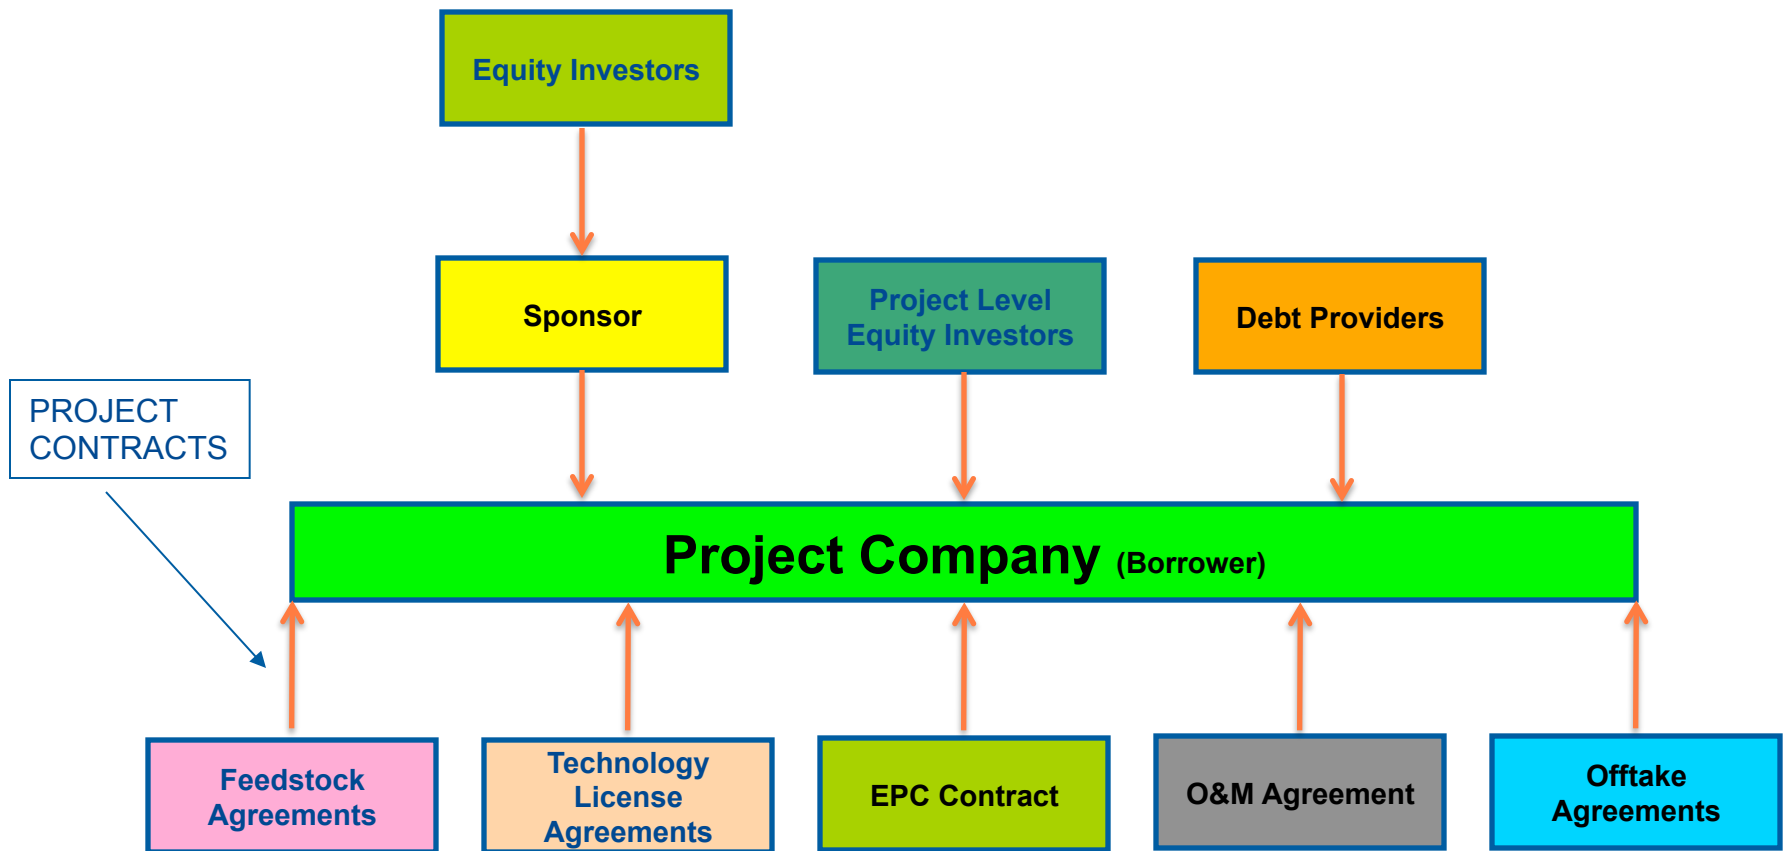 Equity Investors
Sponsor
Project Level
Equity Investors
Debt Providers
PROJECT
CONTRACTS
Project Company (Borrower)
Feedstock
Agreements
Technology
License
Agreements
EPC Contract
O&M Agreement
Offtake
Agreements